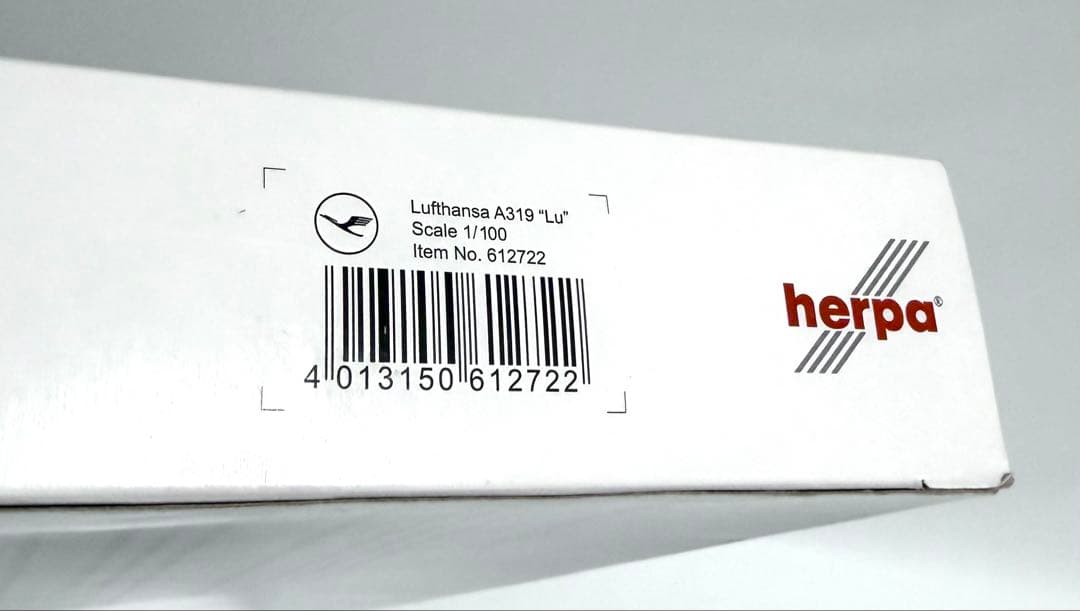 Lufthansa A319 “Lu”
Scale 1/100
Item No. 612722
4 013150 612722
herpa®